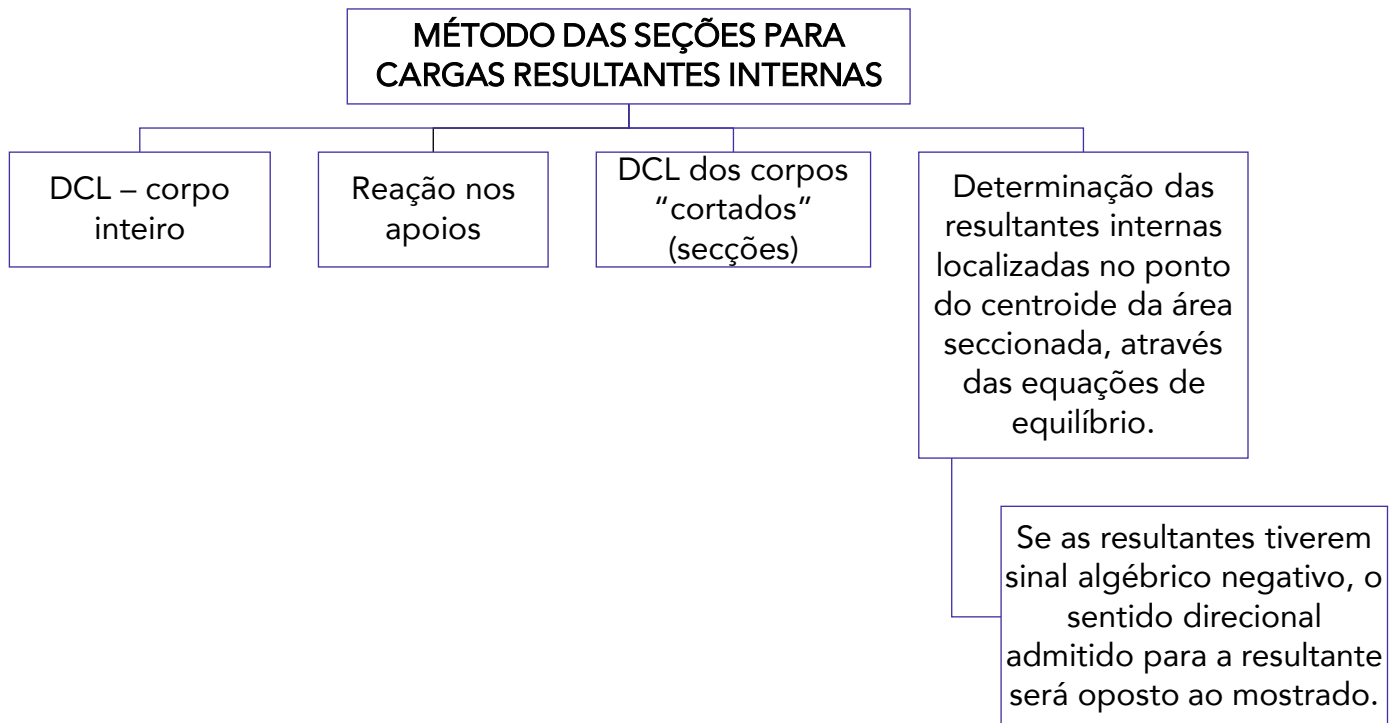 MÉTODO DAS SEÇÕES PARA
CARGAS RESULTANTES INTERNAS
DCL – corpo
inteiro
Reação nos
apoios
DCL dos corpos
“cortados”
(secções)
Determinação das
resultantes internas
localizadas no ponto
do centroide da área
seccionada, através
das equações de
equilíbrio.
Se as resultantes tiverem
sinal algébrico negativo, o
sentido direcional
admitido para a resultante
será oposto ao mostrado.